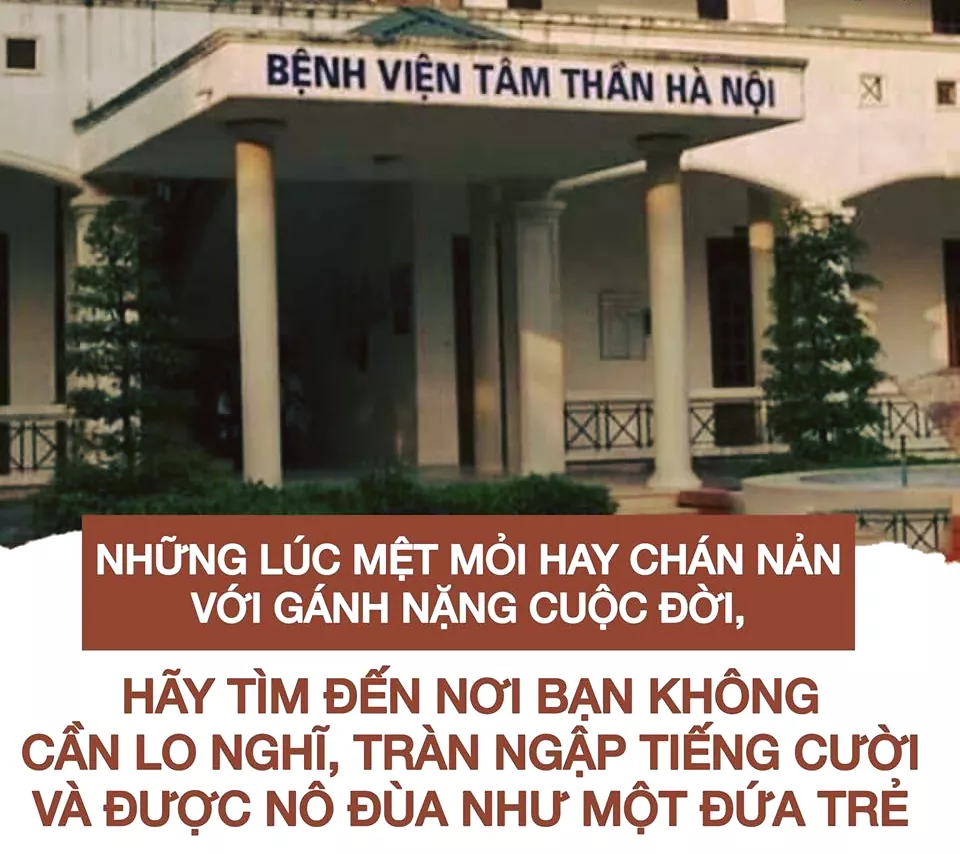 BỆNH VIỆN TÂM THẦN HÀ NỘI
NHỮNG LÚC MỆT MỎI HAY CHÁN NẢN
VỚI GÁNH NẶNG CUỘC ĐỜI,
HÃY TÌM ĐẾN NƠI BẠN KHÔNG
CẦN LO NGHĨ, TRÀN NGẬP TIẾNG CƯỜI
VÀ ĐƯỢC NÔ ĐÙA NHƯ MỘT ĐỨA TRẺ